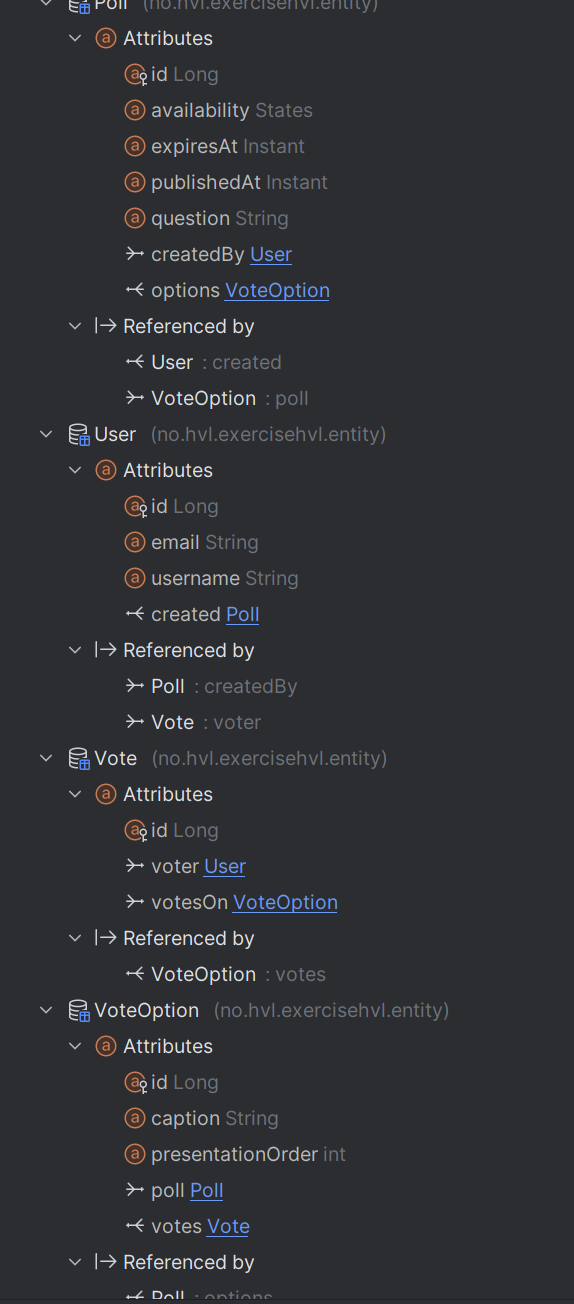 Poll (no.hvl.exercisehvl.entity)
Attributes
id Long
availability States
expiresAt Instant
publishedAt Instant
question String
createdBy User
options VoteOption
Referenced by
User : created
VoteOption : poll
User (no.hvl.exercisehvl.entity)
Attributes
id Long
email String
username String
created Poll
Referenced by
Poll : createdBy
Vote : voter
Vote (no.hvl.exercisehvl.entity)
Attributes
id Long
voter User
votesOn VoteOption
Referenced by
VoteOption : votes
VoteOption (no.hvl.exercisehvl.entity)
Attributes
id Long
caption String
presentationOrder int
poll Poll
votes Vote
Referenced by
Poll : options